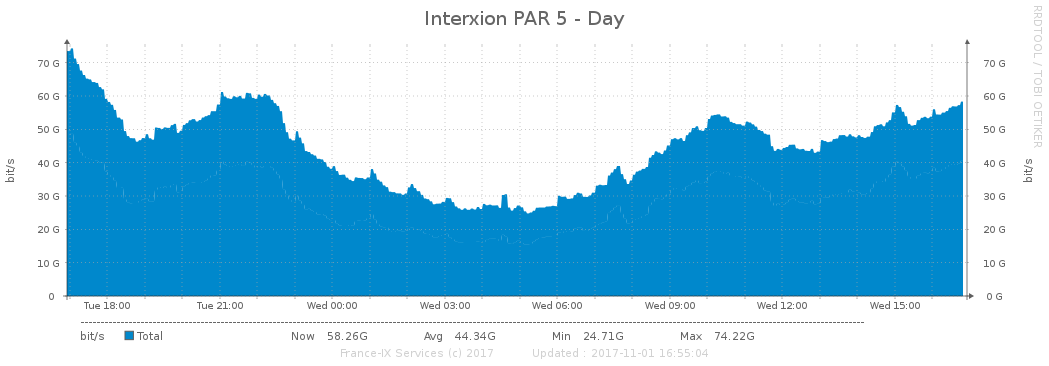 Interxion PAR 5 - Day
RRDTOOL / TOBI OETIKER
bit/s
70 G 70 G
60 G 60 G
50 G 50 G
40 G 40 G
30 G 30 G
20 G 20 G
10 G 10 G
0 0 G
bit/s
Tue 18:00 Tue 21:00 Wed 00:00 Wed 03:00 Wed 06:00 Wed 09:00 Wed 12:00 Wed 15:00
bit/s Total Now 58.26G Avg 44.34G Min 24.71G Max 74.22G
France-IX Services (c) 2017 Updated : 2017-11-01 16:55:04